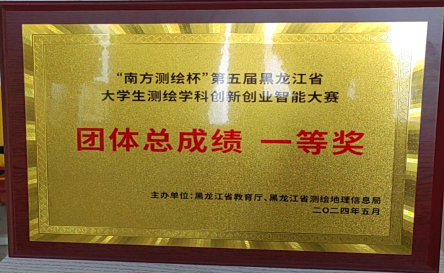 “南方测绘杯”第五届黑龙江省
大学生测绘学科创新创业智能大赛
团体总成绩 一等奖
主办单位：黑龙江省教育厅、黑龙江省测绘地理信息局
二〇二四年五月